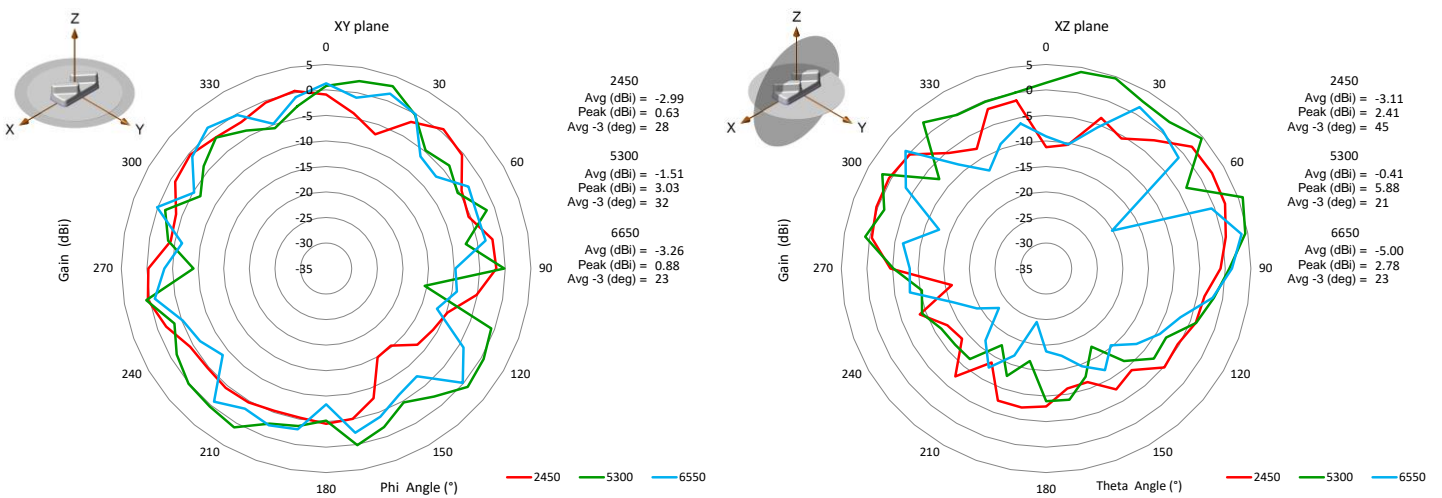 XY plane
Z
X
Y
0
30
60
90
120
150
180
210
240
270
300
330
5
0
-5
-10
-15
-20
-25
-30
-35
Gain (dBi)
Phi Angle (°)
2450
Avg (dBi) = -2.99
Peak (dBi) = 0.63
Avg -3 (deg) = 28
5300
Avg (dBi) = -1.51
Peak (dBi) = 3.03
Avg -3 (deg) = 32
6650
Avg (dBi) = -3.26
Peak (dBi) = 0.88
Avg -3 (deg) = 23
2450 5300 6550
XZ plane
Z
X
Y
0
30
60
90
120
150
180
210
240
270
300
330
5
0
-5
-10
-15
-20
-25
-30
-35
Gain (dBi)
Theta Angle (°)
2450
Avg (dBi) = -3.11
Peak (dBi) = 2.41
Avg -3 (deg) = 45
5300
Avg (dBi) = -0.41
Peak (dBi) = 5.88
Avg -3 (deg) = 21
6650
Avg (dBi) = -5.00
Peak (dBi) = 2.78
Avg -3 (deg) = 23
2450 5300 6550